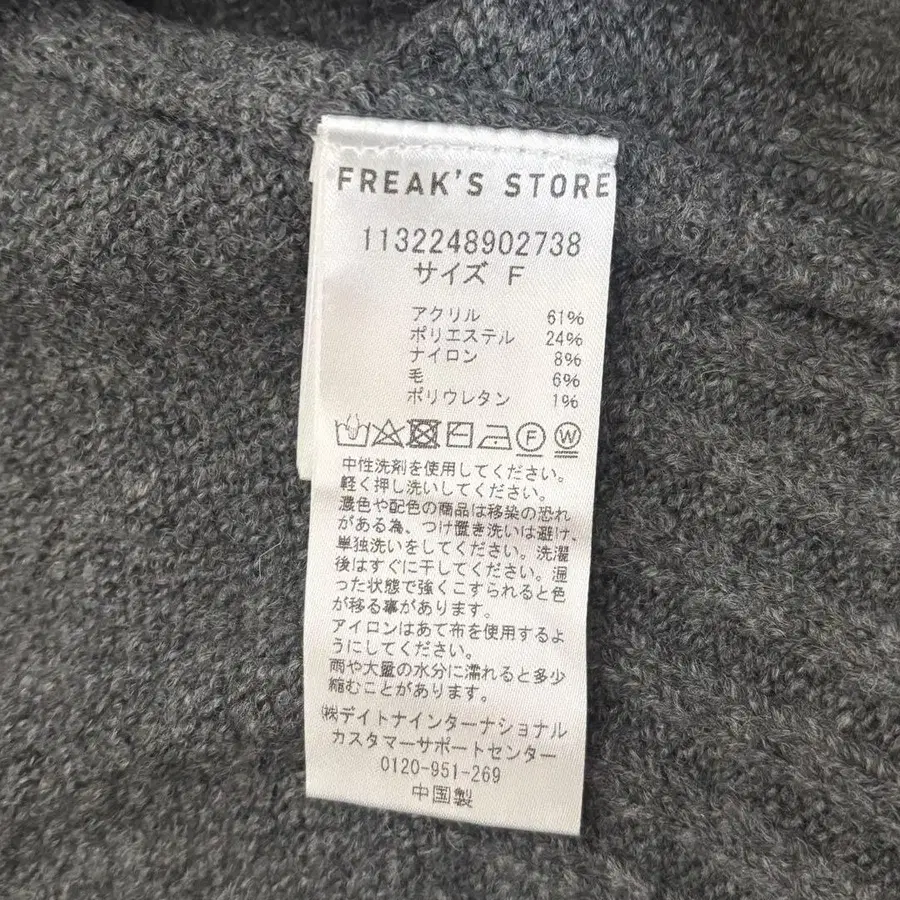 FREAK'S STORE
1132248902738
サイズ F
アクリル 61%
ポリエステル 24%
ナイロン 8%
毛 6%
ポリウレタン 1%
F W
中性洗剤を使用してください。
軽く押し洗いしてください。
濃色や配色の商品は移染の恐れ
がある為、つけ置き洗いは避け、
単独洗いをしてください。洗濯
後はすぐに干してください。湿
った状態で強くこすられると色
が移る事があります。
アイロンはあて布を使用するよ
うにしてください。
雨や大量の水分に濡れると多少
縮むことがあります。
㈱デイトナインターナショナル
カスタマーサポートセンター
0120-951-269
中国製